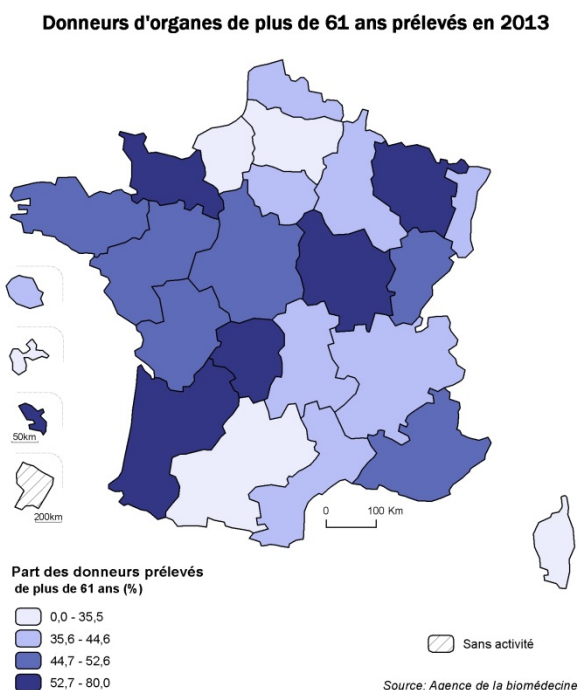 Donneurs d'organes de plus de 61 ans prélevés en 2013
50km
200km
0 100 Km
Part des donneurs prélevés
de plus de 61 ans (%)
0,0 - 35,5
35,6 - 44,6
44,7 - 52,6
52,7 - 80,0
Sans activité
Source: Agence de la biomédecine